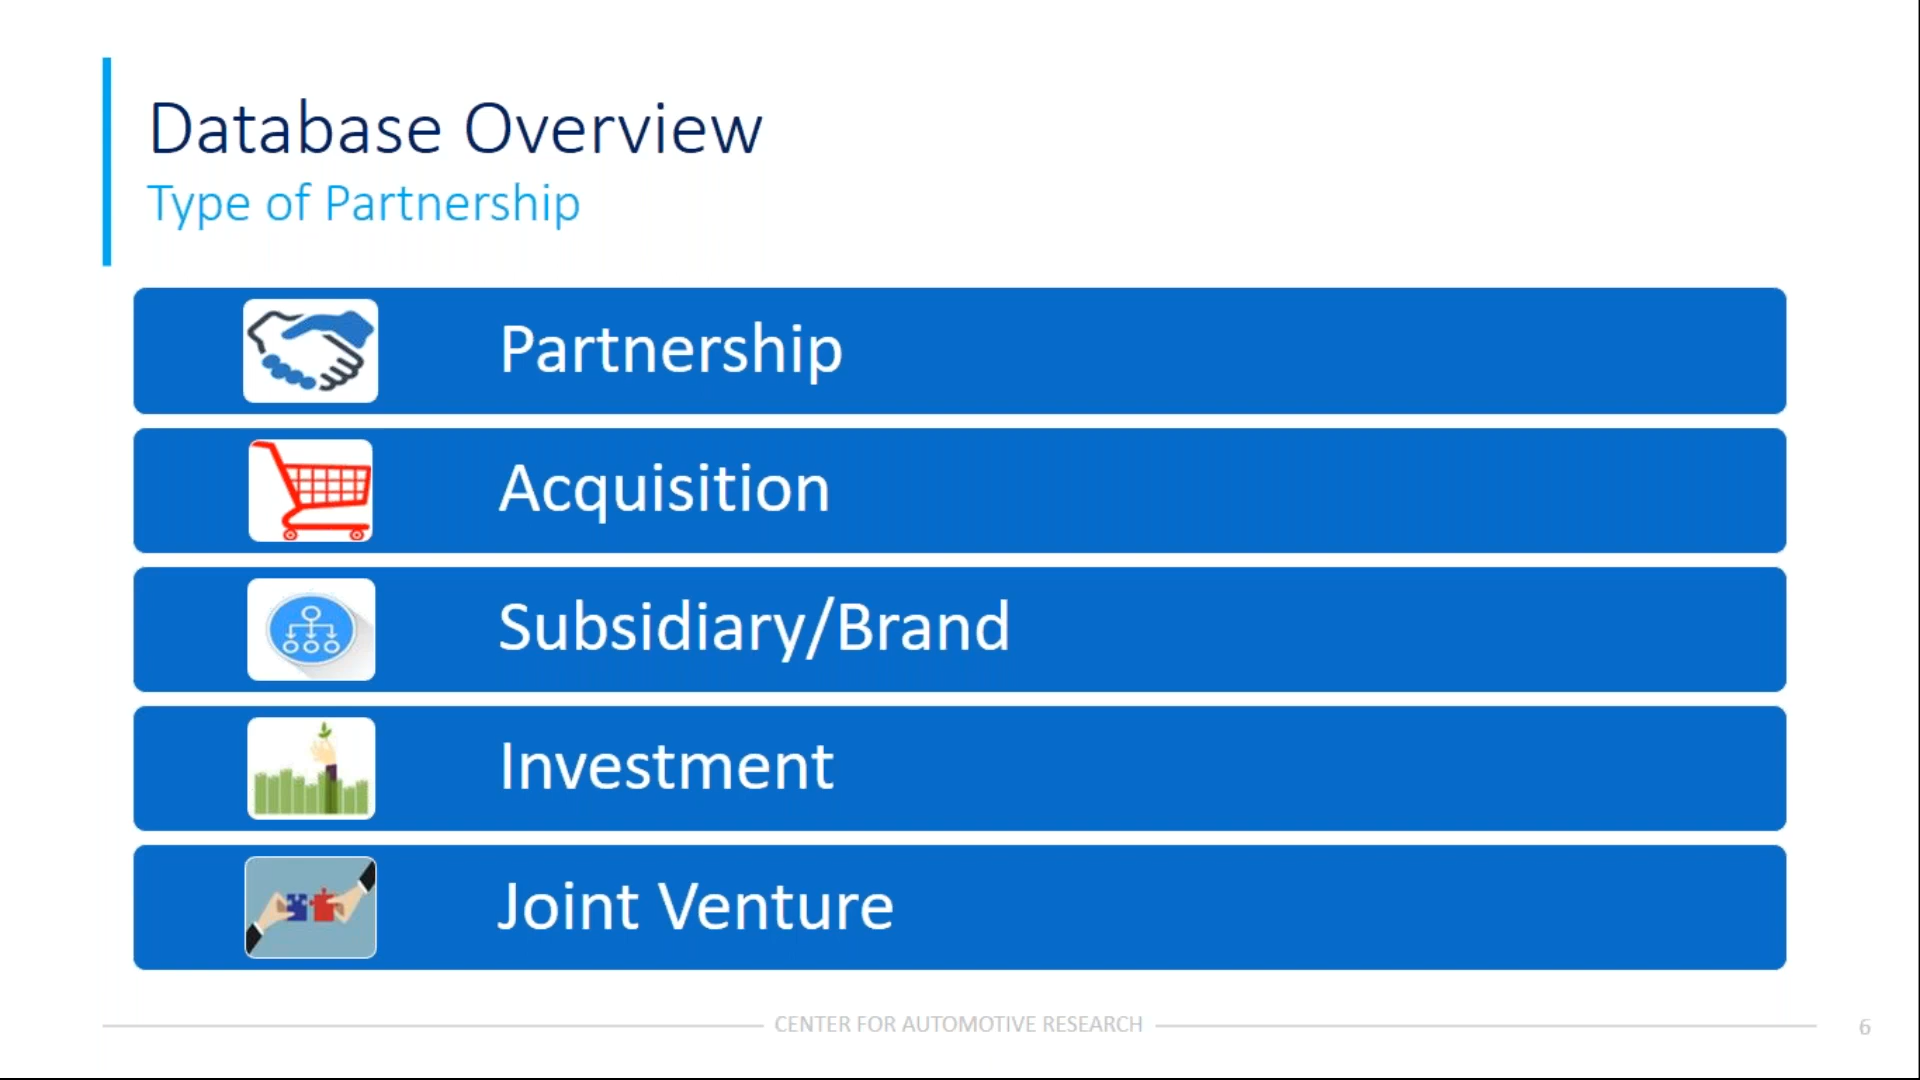 Database Overview
Type of Partnership
Partnership
Acquisition
Subsidiary/Brand
Investment
Joint Venture
CENTER FOR AUTOMOTIVE RESEARCH
6